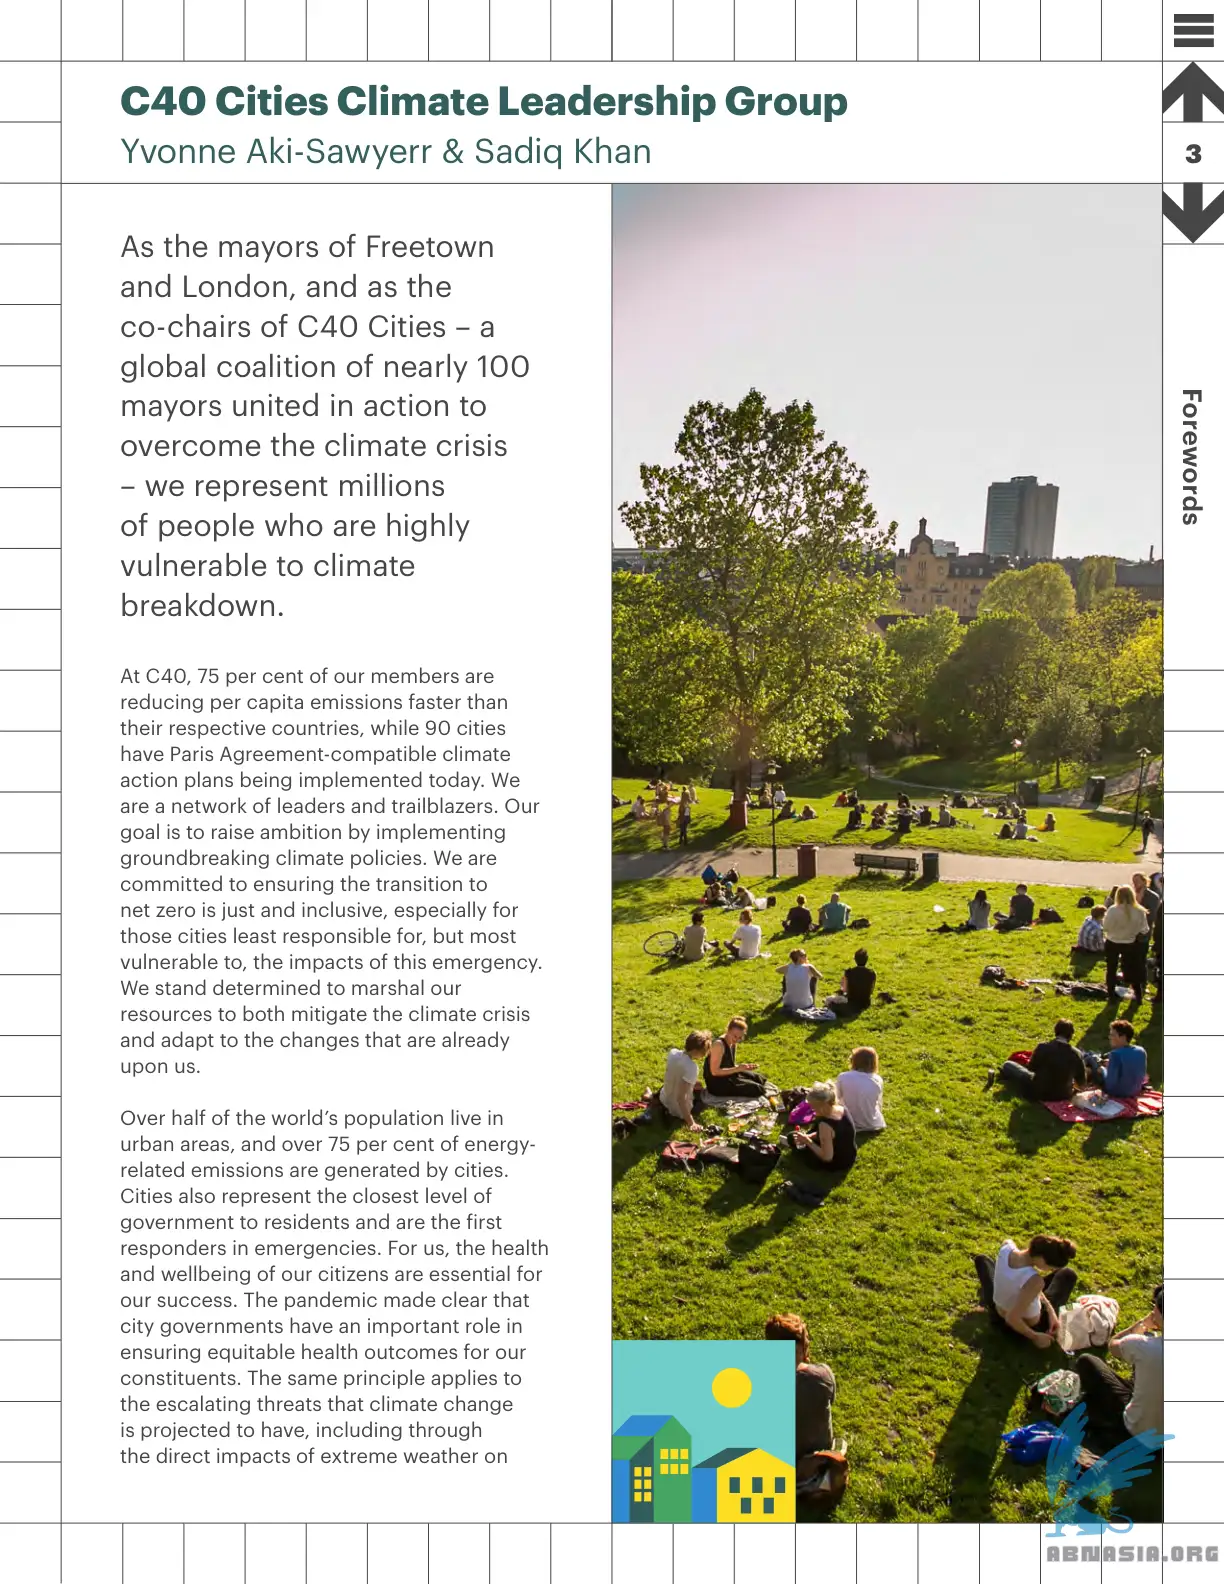 C40 Cities Climate Leadership Group
Yvonne Aki-Sawyerr & Sadiq Khan
3
Forewords
As the mayors of Freetown
and London, and as the
co-chairs of C40 Cities – a
global coalition of nearly 100
mayors united in action to
overcome the climate crisis
– we represent millions
of people who are highly
vulnerable to climate
breakdown.
At C40, 75 per cent of our members are
reducing per capita emissions faster than
their respective countries, while 90 cities
have Paris Agreement-compatible climate
action plans being implemented today. We
are a network of leaders and trailblazers. Our
goal is to raise ambition by implementing
groundbreaking climate policies. We are
committed to ensuring the transition to
net zero is just and inclusive, especially for
those cities least responsible for, but most
vulnerable to, the impacts of this emergency.
We stand determined to marshal our
resources to both mitigate the climate crisis
and adapt to the changes that are already
upon us.
Over half of the world’s population live in
urban areas, and over 75 per cent of energy-
related emissions are generated by cities.
Cities also represent the closest level of
government to residents and are the first
responders in emergencies. For us, the health
and wellbeing of our citizens are essential for
our success. The pandemic made clear that
city governments have an important role in
ensuring equitable health outcomes for our
constituents. The same principle applies to
the escalating threats that climate change
is projected to have, including through
the direct impacts of extreme weather on
ABNASIA.ORG